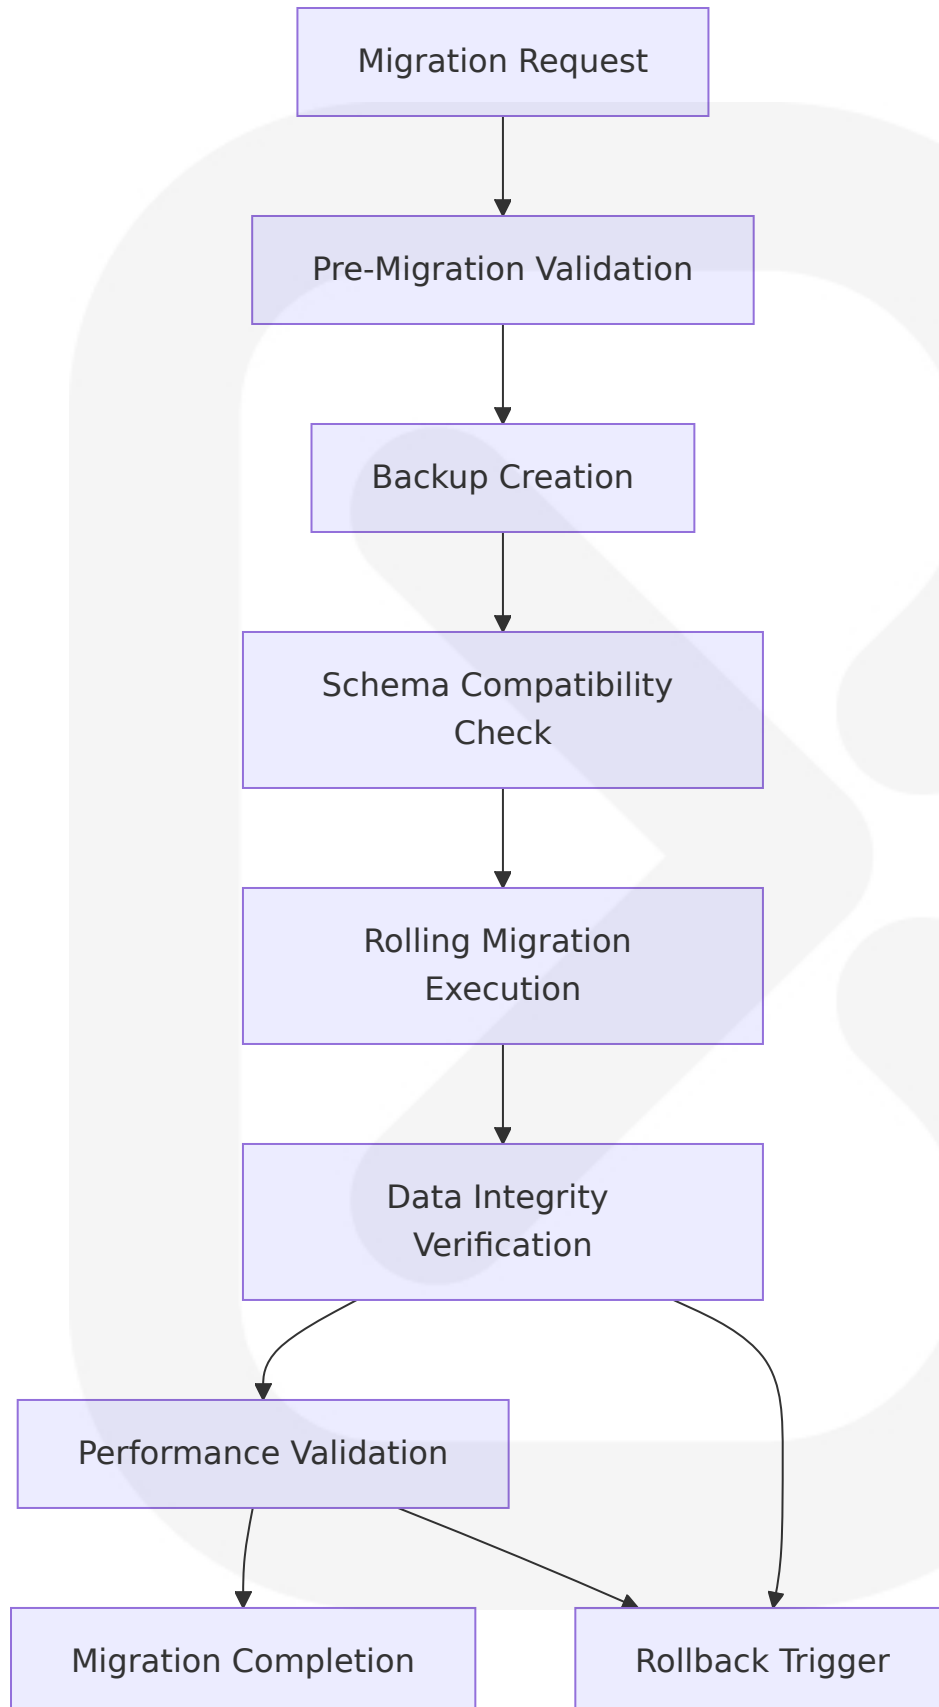 Migration Request
Pre-Migration Validation
Backup Creation
Schema Compatibility
Check
Rolling Migration
Execution
Data Integrity
Verification
Performance Validation
Migration Completion
Rollback Trigger